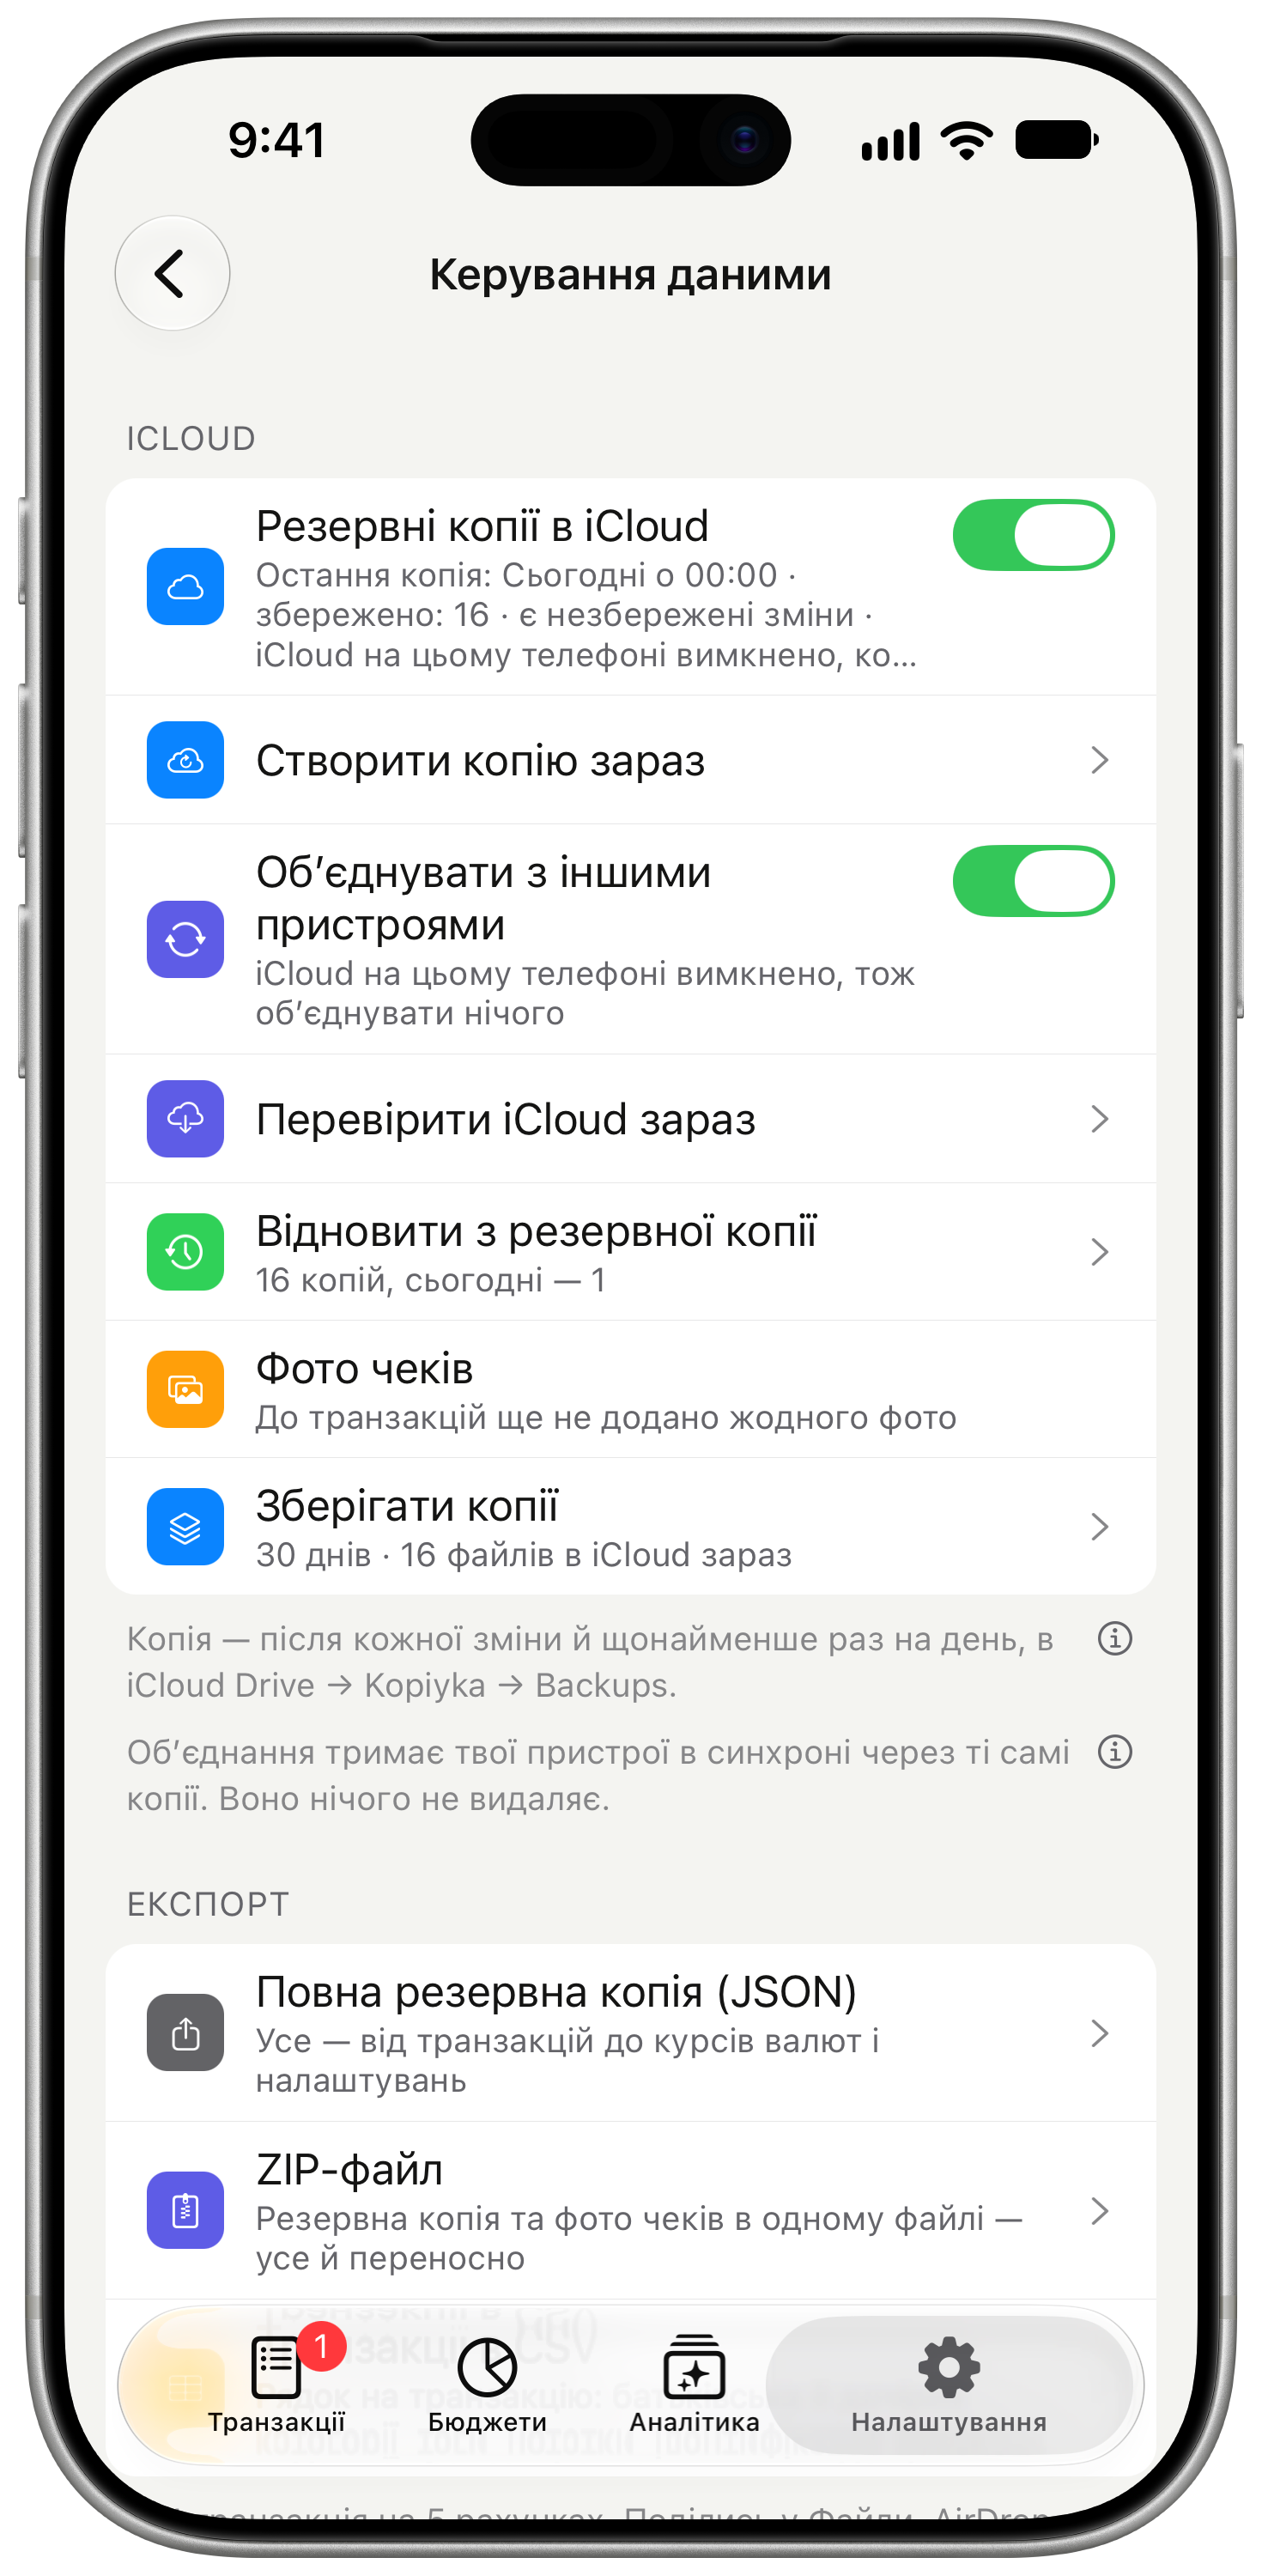 9:41
Керування даними
ICLOUD
Резервні копії в iCloud
Остання копія: Сьогодні о 00:00 ·
збережено: 16 · є незбережені зміни ·
iCloud на цьому телефоні вимкнено, ко...
Створити копію зараз
Обʼєднувати з іншими
пристроями
iCloud на цьому телефоні вимкнено, тож
обʼєднувати нічого
Перевірити iCloud зараз
Відновити з резервної копії
16 копій, сьогодні — 1
Фото чеків
До транзакцій ще не додано жодного фото
Зберігати копії
30 днів · 16 файлів в iCloud зараз
Копія — після кожної зміни й щонайменше раз на день, в
iCloud Drive → Kopiyka → Backups.
Обʼєднання тримає твої пристрої в синхроні через ті самі
копії. Воно нічого не видаляє.
ЕКСПОРТ
Повна резервна копія (JSON)
Усе — від транзакцій до курсів валют і
налаштувань
ZIP-файл
Резервна копія та фото чеків в одному файлі —
усе й переносно
1
Транзакції
Бюджети
Аналітика
Налаштування